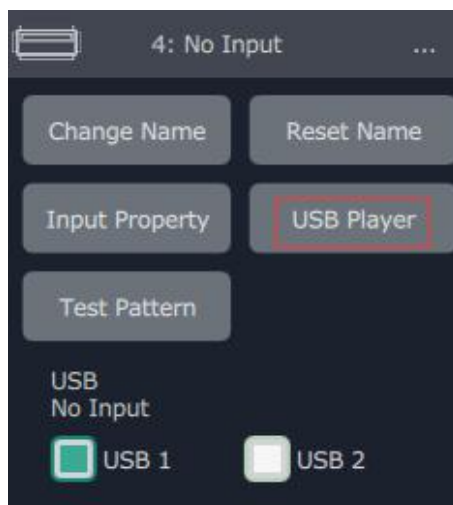 4: No Input ...
Change Name Reset Name
Input Property USB Player
Test Pattern
USB
No Input
USB 1 USB 2